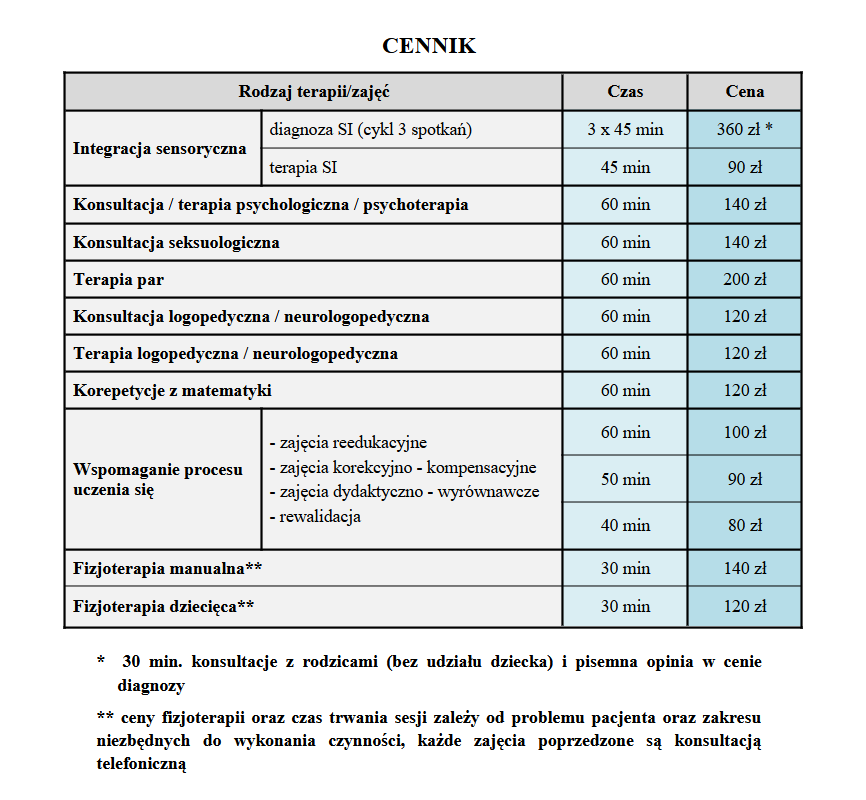 CENNIK
Rodzaj terapii/zajęć Czas Cena
Integracja sensoryczna
diagnoza SI (cykl 3 spotkań) 3 x 45 min 360 zł *
terapia SI 45 min 90 zł
Konsultacja / terapia psychologiczna / psychoterapia 60 min 140 zł
Konsultacja seksuologiczna 60 min 140 zł
Terapia par 60 min 200 zł
Konsultacja logopedyczna / neurologopedyczna 60 min 120 zł
Terapia logopedyczna / neurologopedyczna 60 min 120 zł
Korepetycje z matematyki 60 min 120 zł
Wspomaganie procesu
uczenia się
- zajęcia reedukacyjne
- zajęcia korekcyjno - kompensacyjne
- zajęcia dydaktyczno - wyrównawcze
- rewalidacja
60 min 100 zł
50 min 90 zł
40 min 80 zł
Fizjoterapia manualna** 30 min 140 zł
Fizjoterapia dziecięca** 30 min 120 zł
* 30 min. konsultacje z rodzicami (bez udziału dziecka) i pisemna opinia w cenie
diagnozy
** ceny fizjoterapii oraz czas trwania sesji zależy od problemu pacjenta oraz zakresu
niezbędnych do wykonania czynności, każde zajęcia poprzedzone są konsultacją
telefoniczną